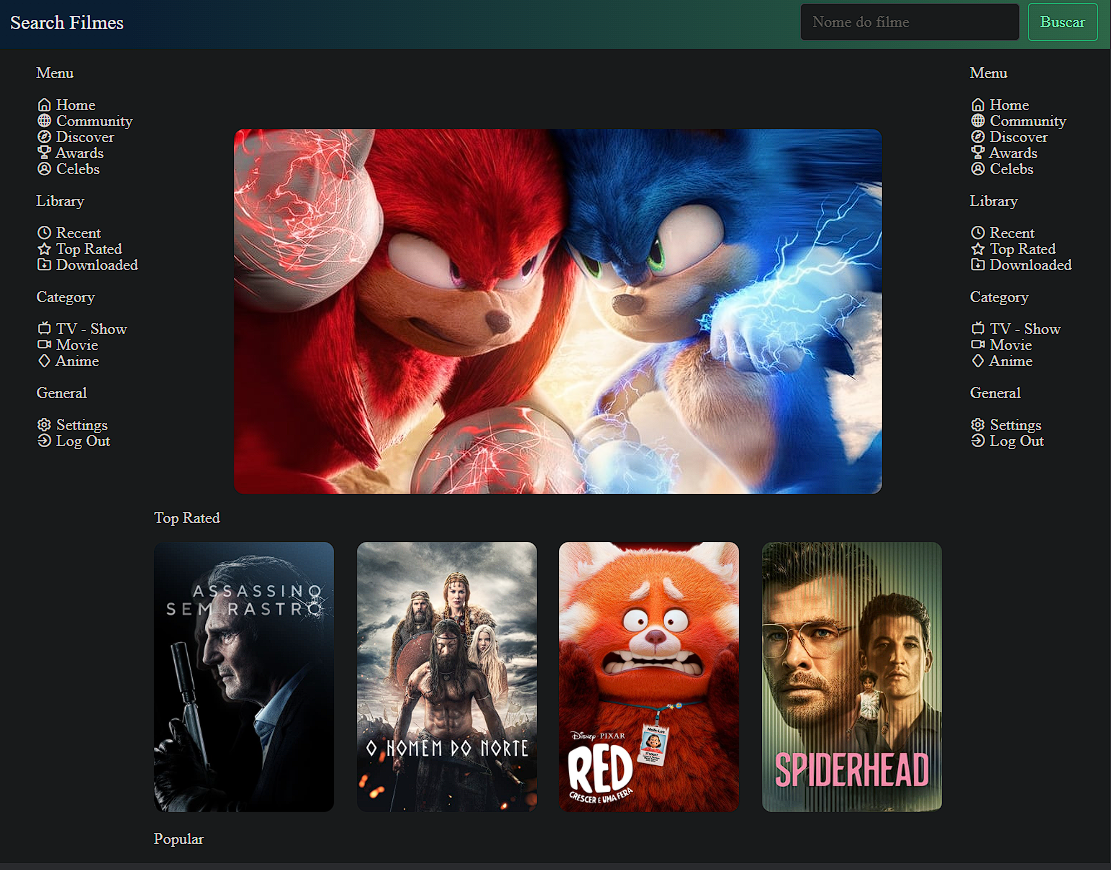 Search Filmes
Nome do filme
Buscar
Menu
Home
Community
Discover
Awards
Celebs
Library
Recent
Top Rated
Downloaded
Category
TV - Show
Movie
Anime
General
Settings
Log Out
Menu
Home
Community
Discover
Awards
Celebs
Library
Recent
Top Rated
Downloaded
Category
TV - Show
Movie
Anime
General
Settings
Log Out
Top Rated
ASSASSINO
SEM RASTRO
O HOMEM DO NORTE
Disney · PIXAR
RED
CRESCER É UMA FERA
SPIDERHEAD
Popular